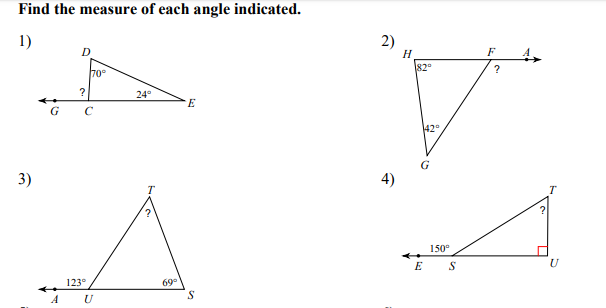 Find the measure of each angle indicated.
1)
D
70°
?
24°
G
C
E
2)
H
F
A
82°
?
42°
G
3)
T
?
123°
69°
A
U
S
4)
T
?
150°
E
S
U